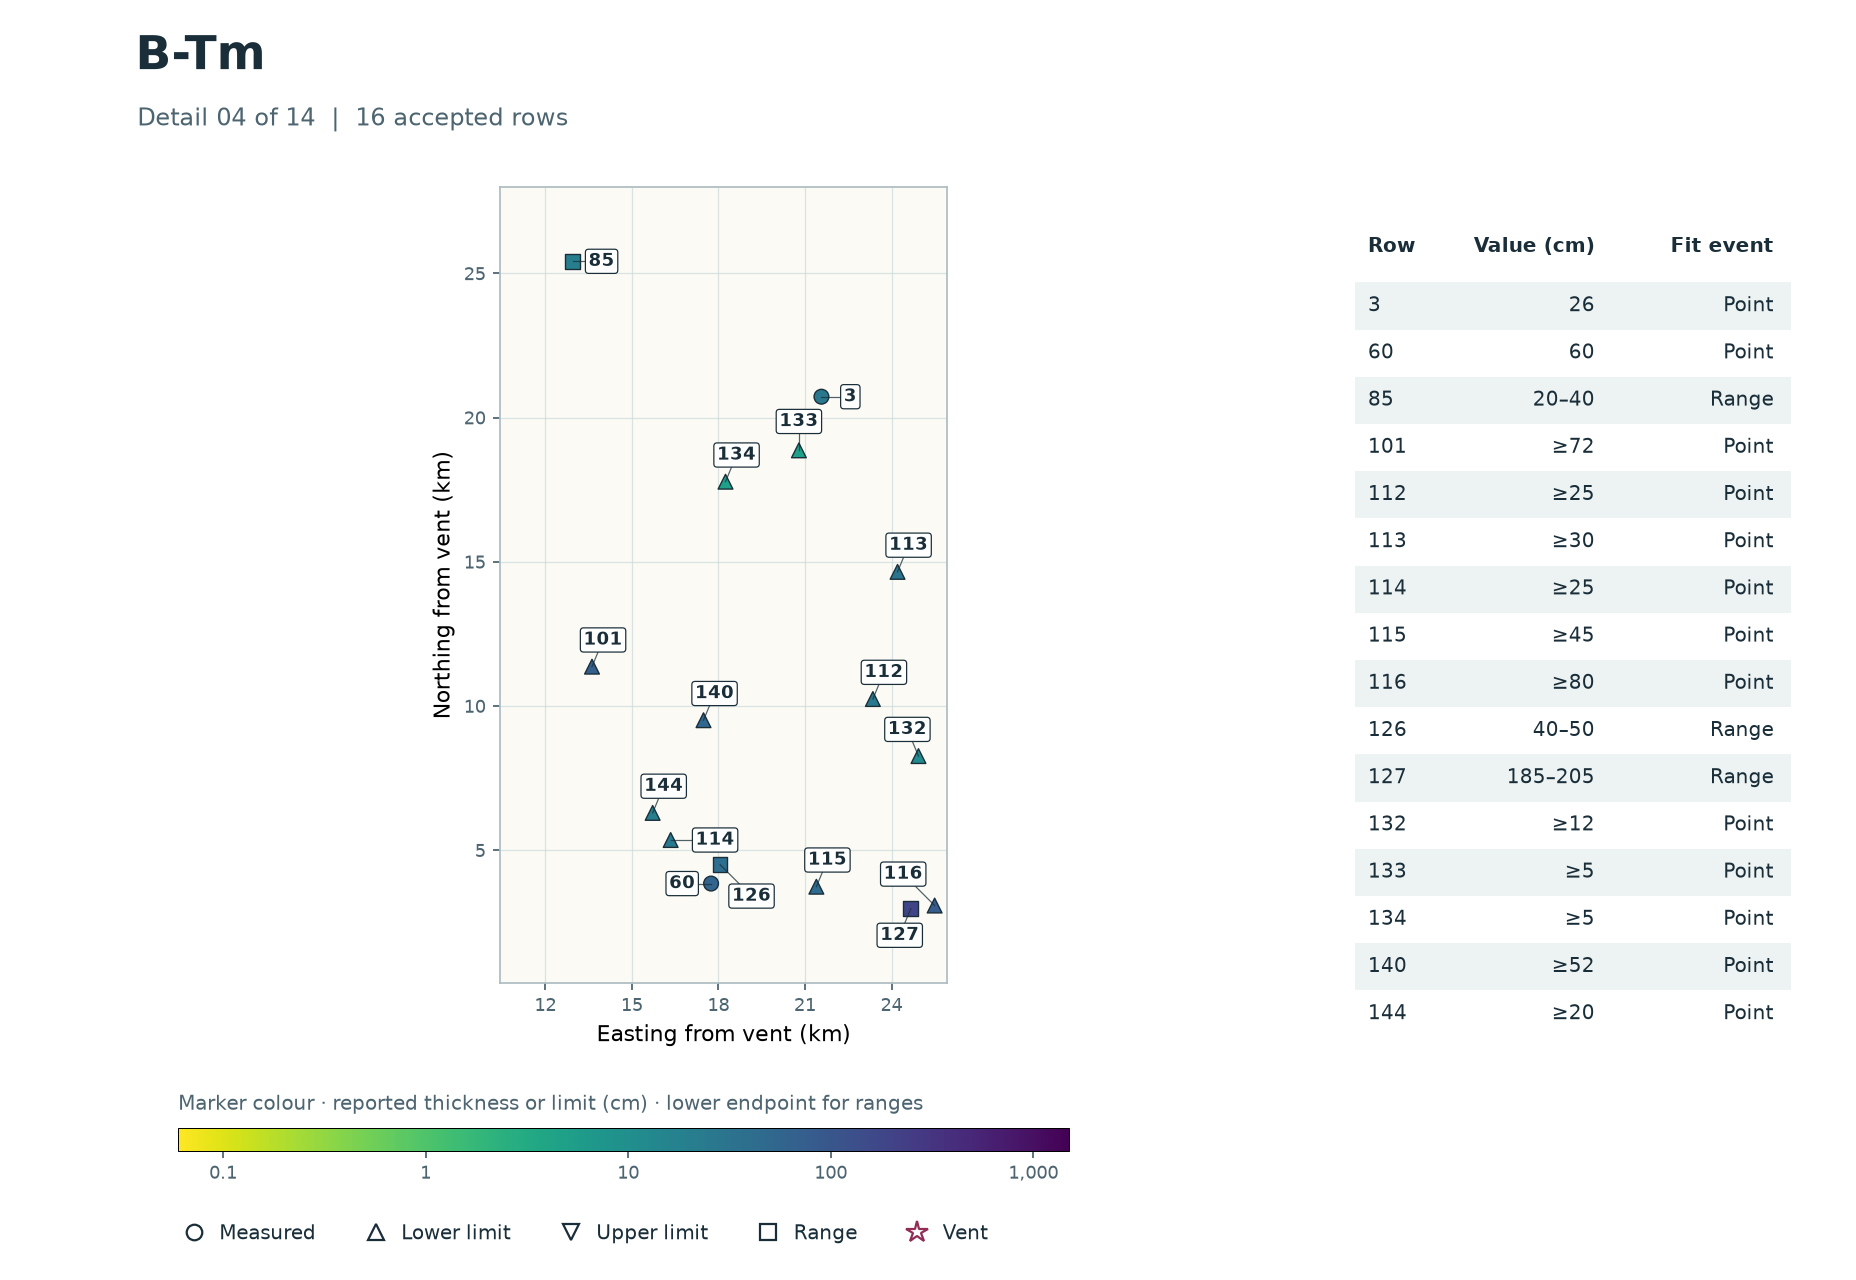 B-Tm
Detail 04 of 14 | 16 accepted rows
Northing from vent (km)
25
20
15
10
5
85
3
133
134
113
101
112
140
132
144
114
115
116
60
126
127
12 15 18 21 24
Easting from vent (km)
Row Value (cm) Fit event
3 26 Point
60 60 Point
85 20–40 Range
101 ≥72 Point
112 ≥25 Point
113 ≥30 Point
114 ≥25 Point
115 ≥45 Point
116 ≥80 Point
126 40–50 Range
127 185–205 Range
132 ≥12 Point
133 ≥5 Point
134 ≥5 Point
140 ≥52 Point
144 ≥20 Point
Marker colour · reported thickness or limit (cm) · lower endpoint for ranges
0.1 1 10 100 1,000
Measured Lower limit Upper limit Range Vent